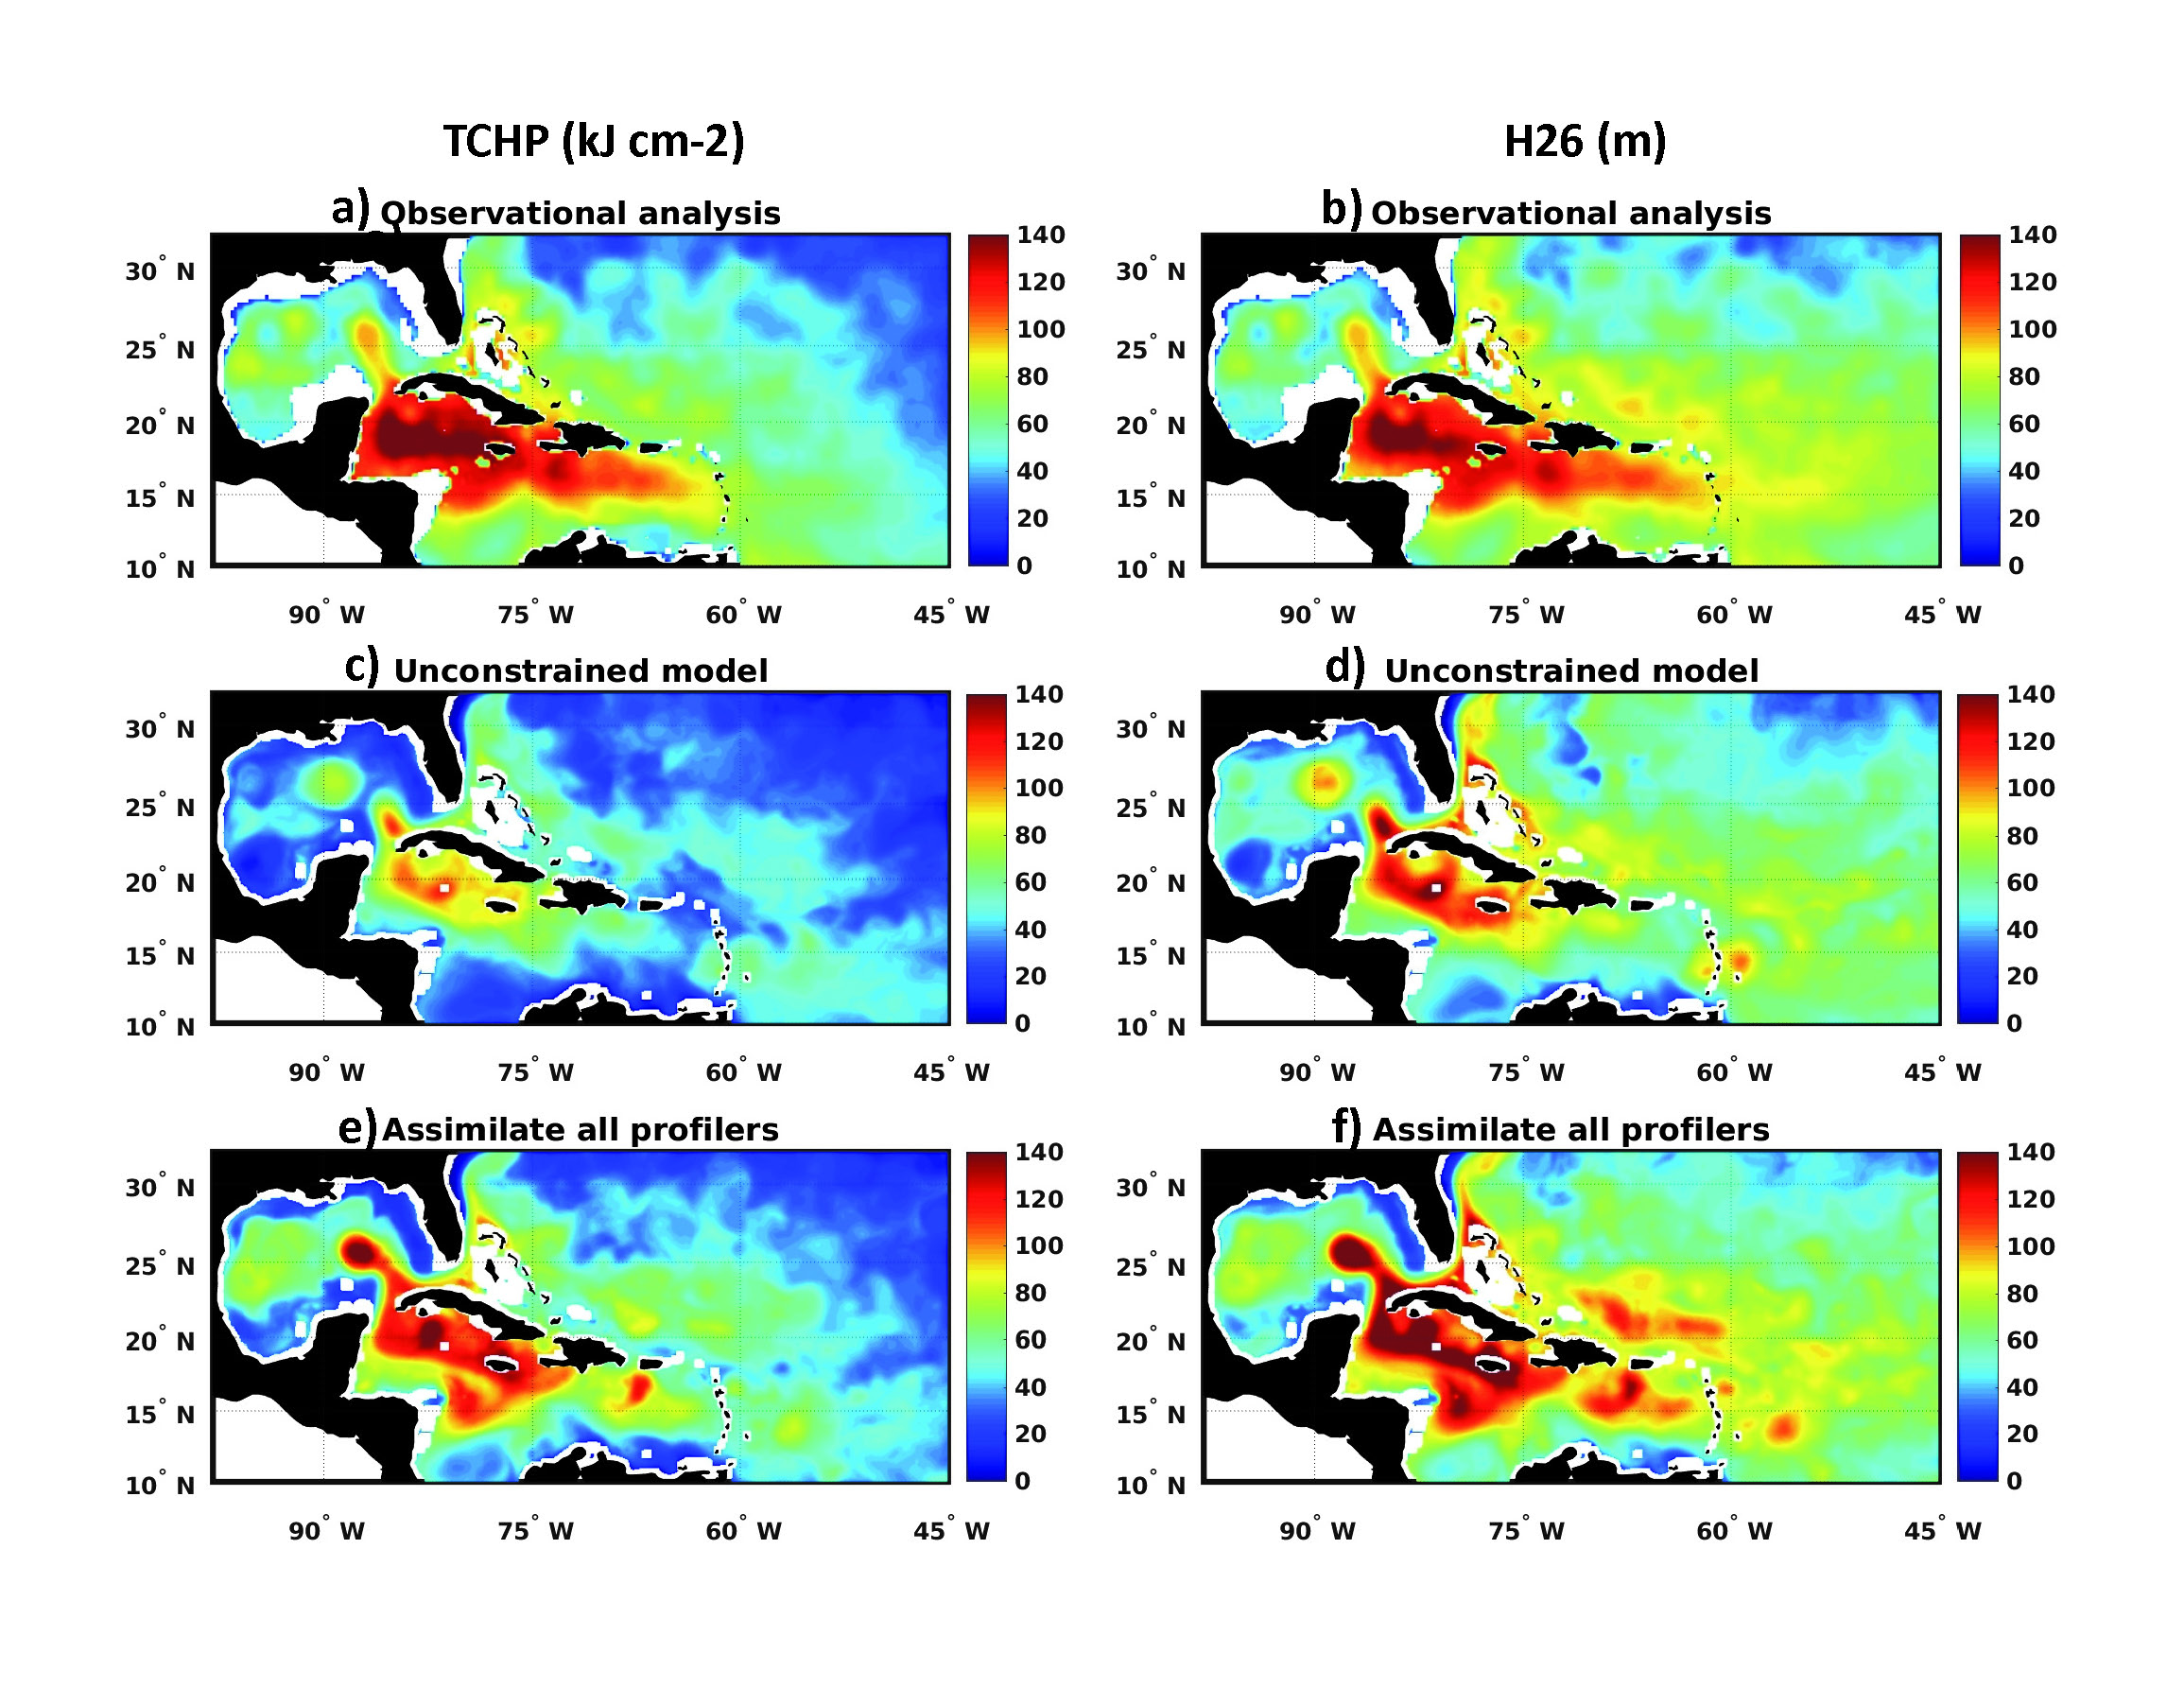 TCHP (kJ cm-2)
H26 (m)
a) Observational analysis
30° N
25° N
20° N
15° N
10° N
90° W
75° W
60° W
45° W
140
120
100
80
60
40
20
0
b) Observational analysis
30° N
25° N
20° N
15° N
10° N
90° W
75° W
60° W
45° W
140
120
100
80
60
40
20
0
c) Unconstrained model
30° N
25° N
20° N
15° N
10° N
90° W
75° W
60° W
45° W
140
120
100
80
60
40
20
0
d) Unconstrained model
30° N
25° N
20° N
15° N
10° N
90° W
75° W
60° W
45° W
140
120
100
80
60
40
20
0
e) Assimilate all profilers
30° N
25° N
20° N
15° N
10° N
90° W
75° W
60° W
45° W
140
120
100
80
60
40
20
0
f) Assimilate all profilers
30° N
25° N
20° N
15° N
10° N
90° W
75° W
60° W
45° W
140
120
100
80
60
40
20
0